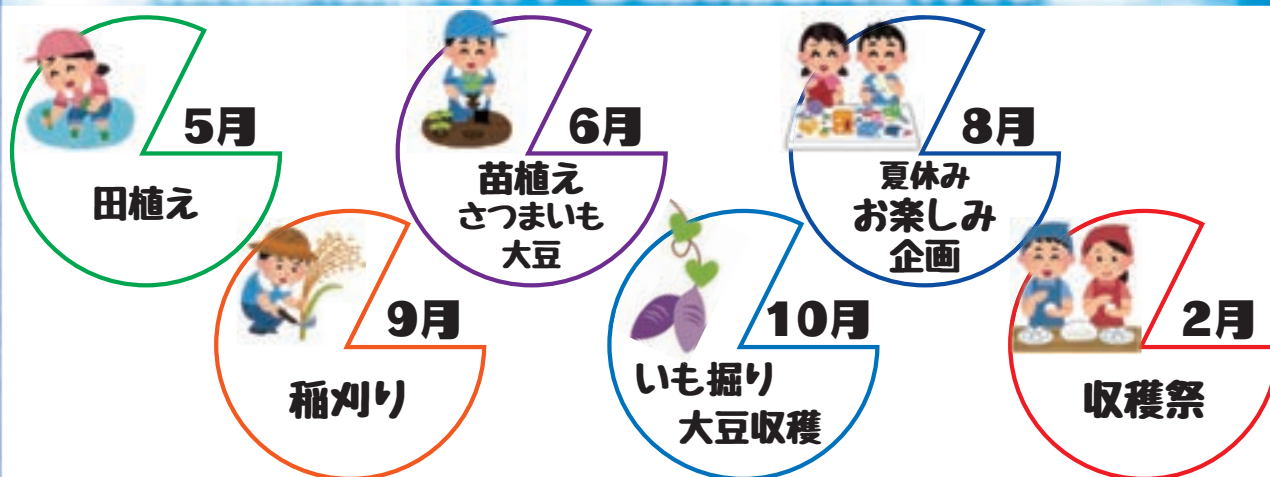 5月
田植え
6月
苗植え
さつまいも
大豆
8月
夏休み
お楽しみ
企画
9月
稲刈り
10月
いも掘り
大豆収穫
2月
収穫祭